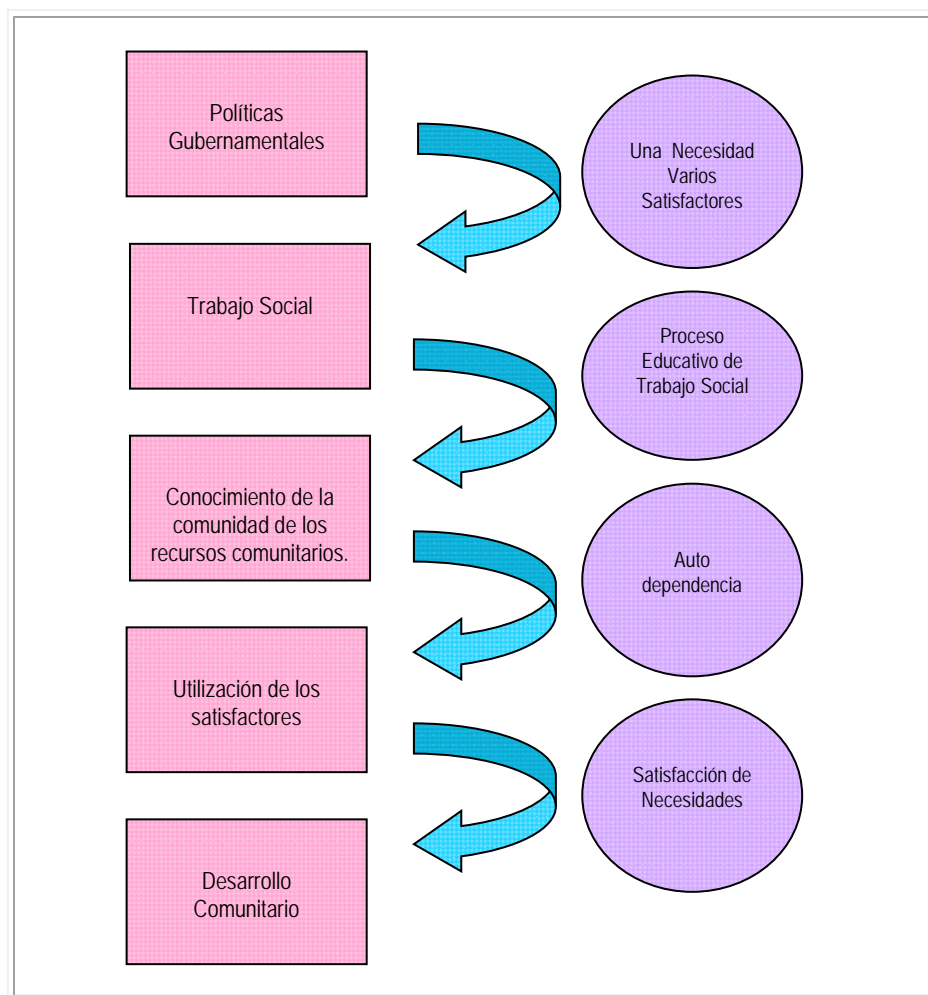 Políticas
Gubernamentales
Una Necesidad
Varios
Satisfactores
Trabajo Social
Proceso
Educativo de
Trabajo Social
Conocimiento de la
comunidad de los
recursos comunitarios.
Auto
dependencia
Utilización de los
satisfactores
Satisfacción de
Necesidades
Desarrollo
Comunitario